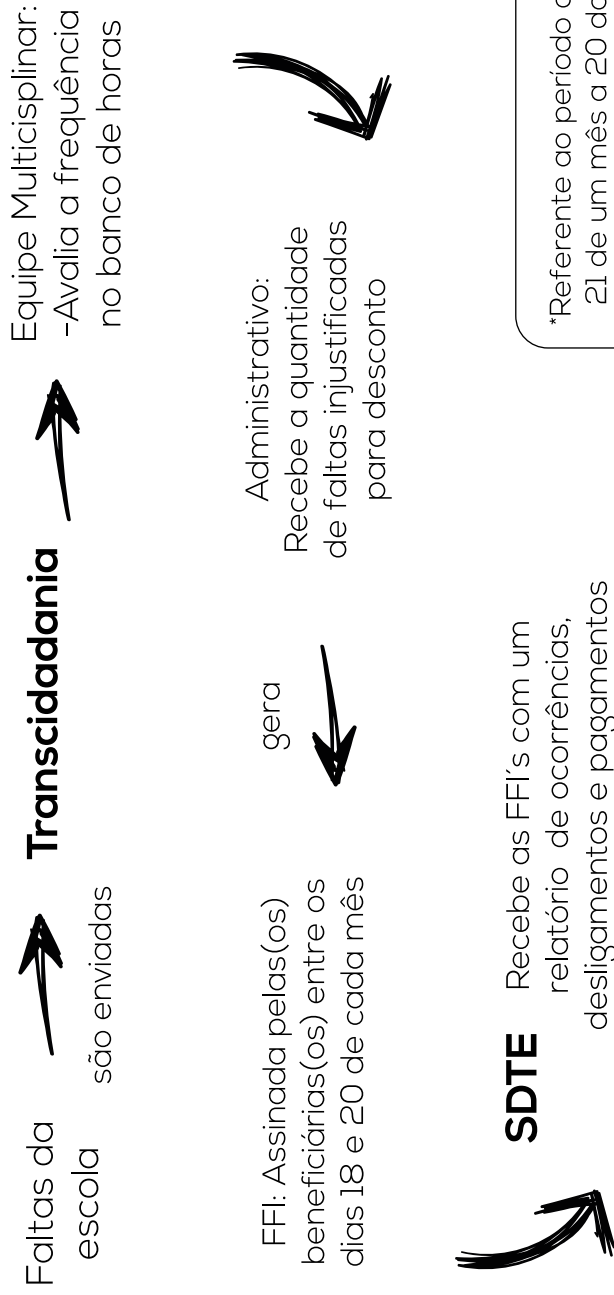 Faltas da
escola
são enviadas
Transcidadania
Equipe Multicisplinar:
-Avalia a frequência
no banco de horas
Administrativo:
Recebe a quantidade
de faltas injustificadas
para desconto
gera
FFI: Assinada pelas(os)
beneficiárias(os) entre os
dias 18 e 20 de cada mês
SDTE
Recebe as FFI´s com um
relatório de ocorrências,
desligamentos e pagamentos
*Referente ao período
21 de um mês a 20 do